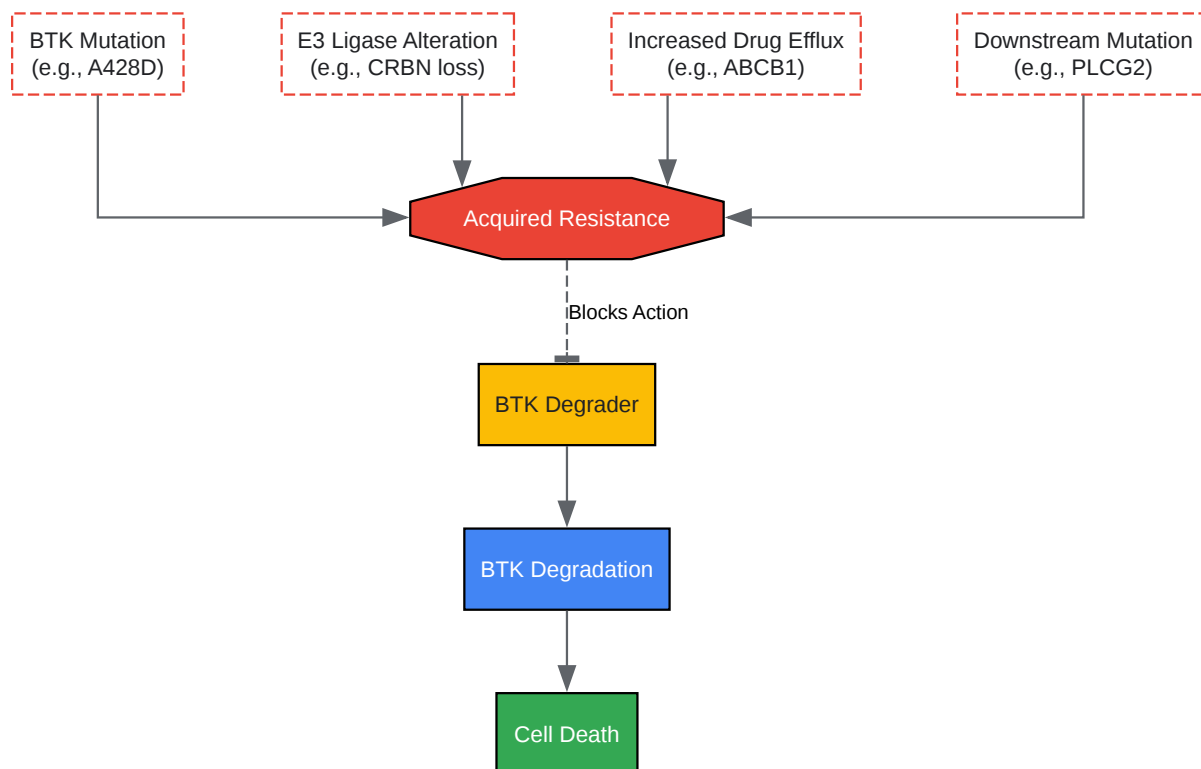 BTK Mutation
(e.g., A428D)
E3 Ligase Alteration
(e.g., CRBN loss)
Increased Drug Efflux
(e.g., ABCB1)
Downstream Mutation
(e.g., PLCG2)
Acquired Resistance
Blocks Action
BTK Degrader
BTK Degradation
Cell Death